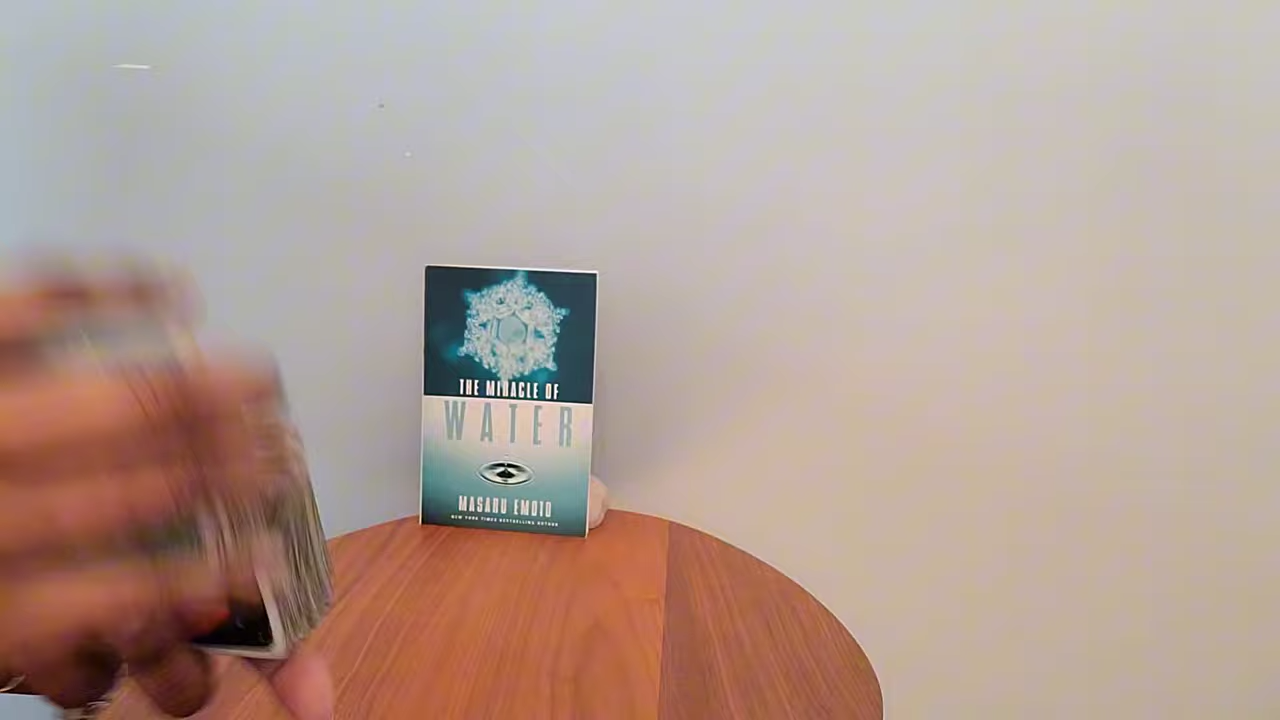 THE MIRACLE OF
WATER
MASARU EMOTO
NEW YORK TIMES BESTSELLING AUTHOR